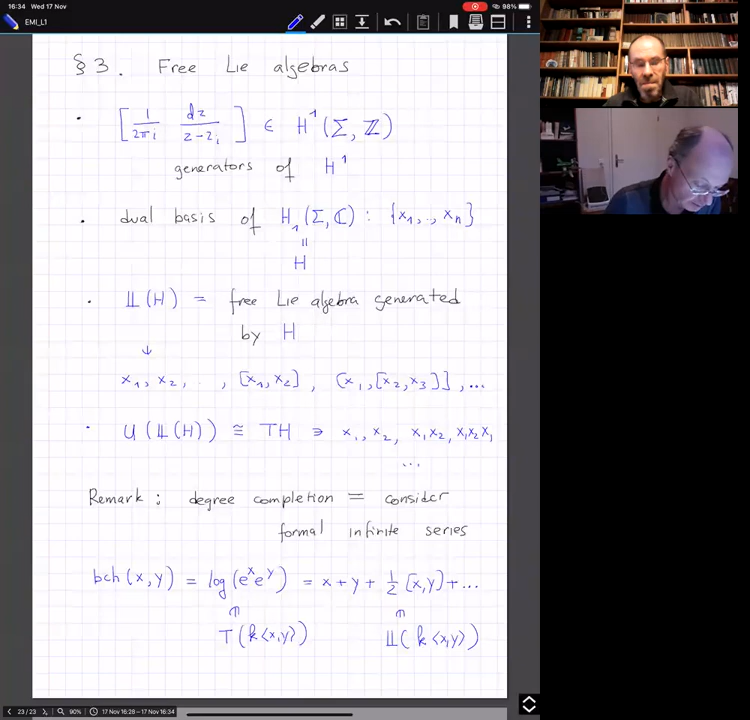 16:34 Wed 17 Nov
98%
EMI_L1
§ 3. Free Lie algebras
· [ 1/2πi dz/z-z_i ] ∈ H^1(Σ, ℤ)
generators of H^1
· dual basis of H_1(Σ, ℂ) : {x_1, .., x_n}
=
H
· 𝕃(H) = free Lie algebra generated
by H
↓
x_1, x_2, . . , [x_1, x_2], [x_1, [x_2, x_3]], ...
· U(𝕃(H)) ≅ TH ∋ x_1, x_2, x_1x_2, x_1x_2x_1
...
Remark : degree completion = consider
formal infinite series
bch(x, y) = log(e^x e^y) = x + y + 1/2 [x, y] + ...
T(k<x,y>) 𝕃(k<x,y>)
23 / 23 90% 17 Nov 16:28 – 17 Nov 16:34